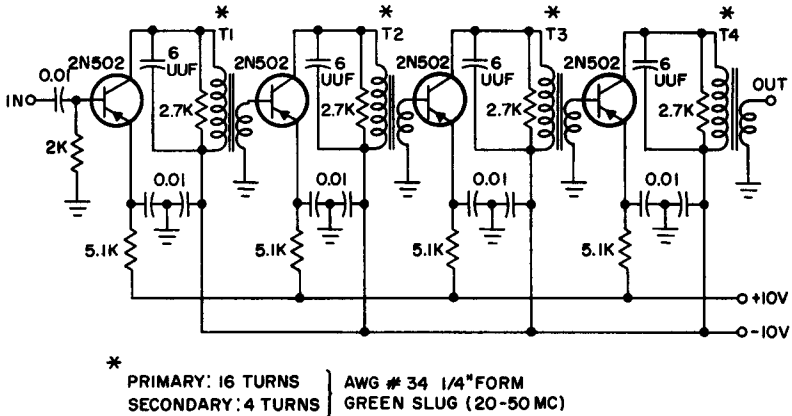 * * * *
T1 T2 T3 T4
2N502 6 UUF 2N502 6 UUF 2N502 6 UUF 2N502 6 UUF
0.01
IN 2.7K 2.7K 2.7K 2.7K OUT
2K
0.01 0.01 0.01 0.01
5.1K 5.1K 5.1K 5.1K
+10V
-10V
*
PRIMARY: 16 TURNS AWG # 34 1/4" FORM
SECONDARY: 4 TURNS GREEN SLUG (20-50 MC)